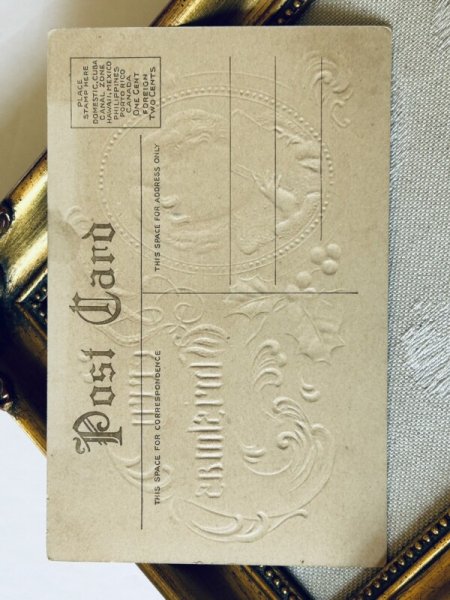 Post Card
PLACE
STAMP HERE
DOMESTIC, CUBA
CANAL ZONE
HAWAII, MEXICO
PHILIPPINES
PORTO RICO
CANADA
ONE CENT
FOREIGN
TWO CENTS
THIS SPACE FOR CORRESPONDENCE
THIS SPACE FOR ADDRESS ONLY